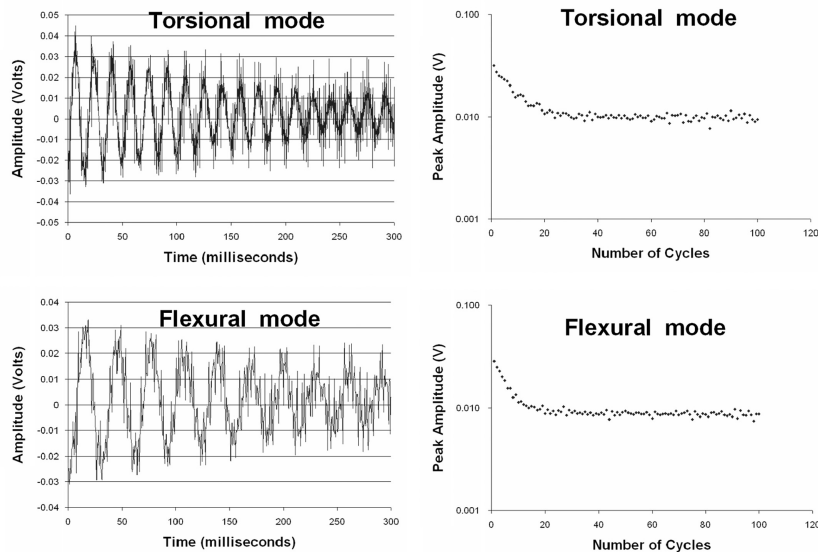 Torsional mode
Amplitude (Volts)
0.05
0.04
0.03
0.02
0.01
0
-0.01
-0.02
-0.03
-0.04
-0.05
0 50 100 150 200 250 300
Time (milliseconds)
Torsional mode
Peak Amplitude (V)
0.100
0.010
0.001
0 20 40 60 80 100 120
Number of Cycles
Flexural mode
Amplitude (Volts)
0.04
0.03
0.02
0.01
0
-0.01
-0.02
-0.03
-0.04
0 50 100 150 200 250 300
Time (milliseconds)
Flexural mode
Peak Amplitude (V)
0.100
0.010
0.001
0 20 40 60 80 100 120
Number of Cycles